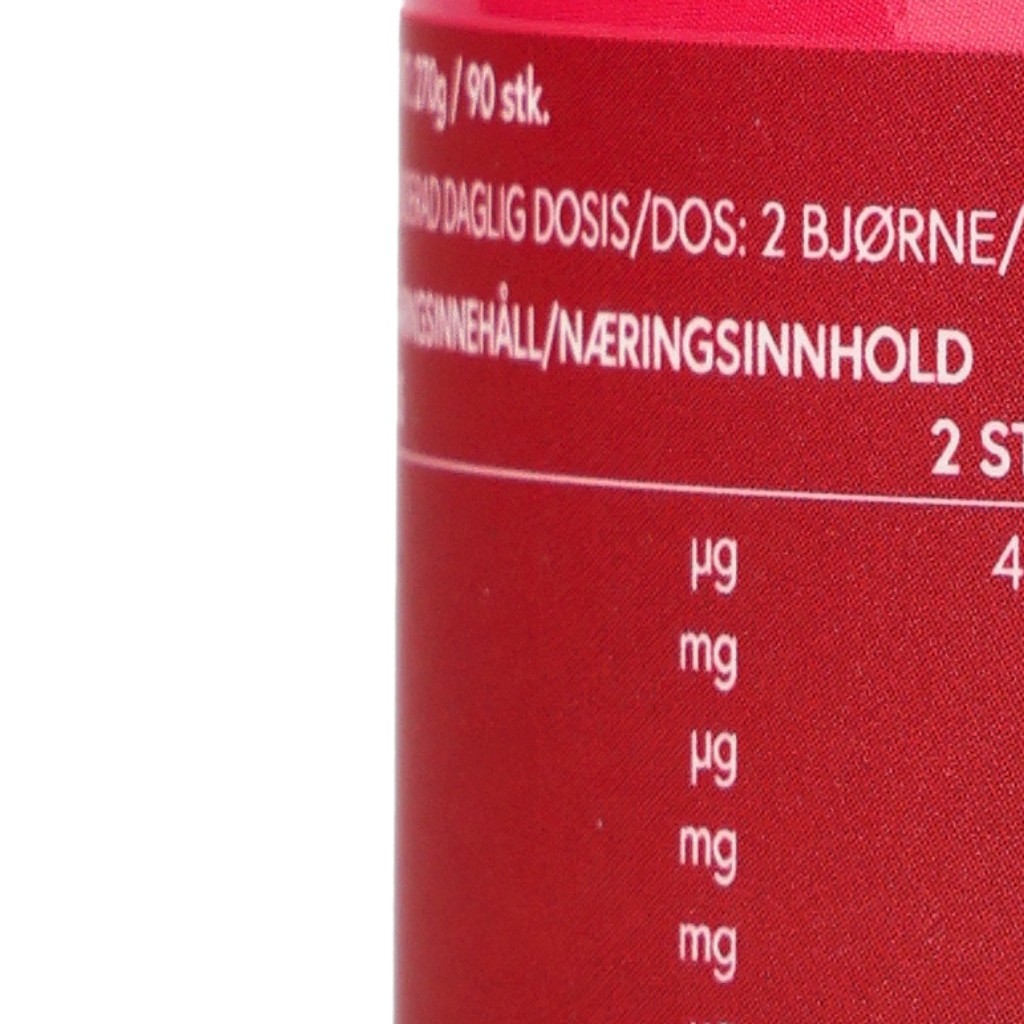 270g / 90 stk.
DAGLIG DOSIS/DOS: 2 BJØRNE/
NÆRINGSINNHOLD
2 ST
µg 4
mg
µg
mg
mg